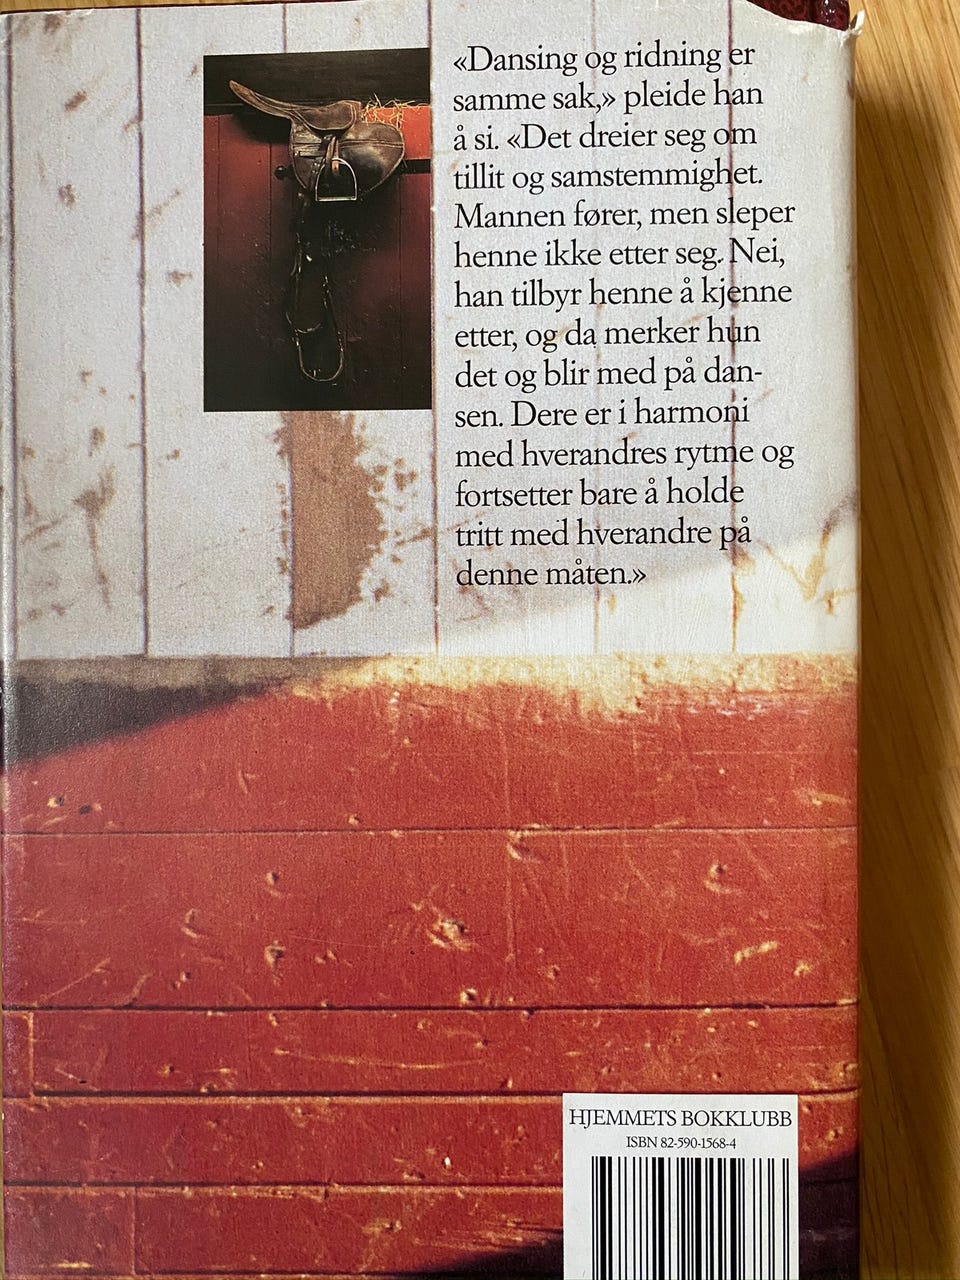 «Dansing og ridning er
samme sak,» pleide han
å si. «Det dreier seg om
tillit og samstemmighet.
Mannen fører, men sleper
henne ikke etter seg. Nei,
han tilbyr henne å kjenne
etter, og da merker hun
det og blir med på dan-
sen. Dere er i harmoni
med hverandres rytme og
fortsetter bare å holde
tritt med hverandre på
denne måten.»
HJEMMETS BOKKLUBB
ISBN 82-590-1568-4